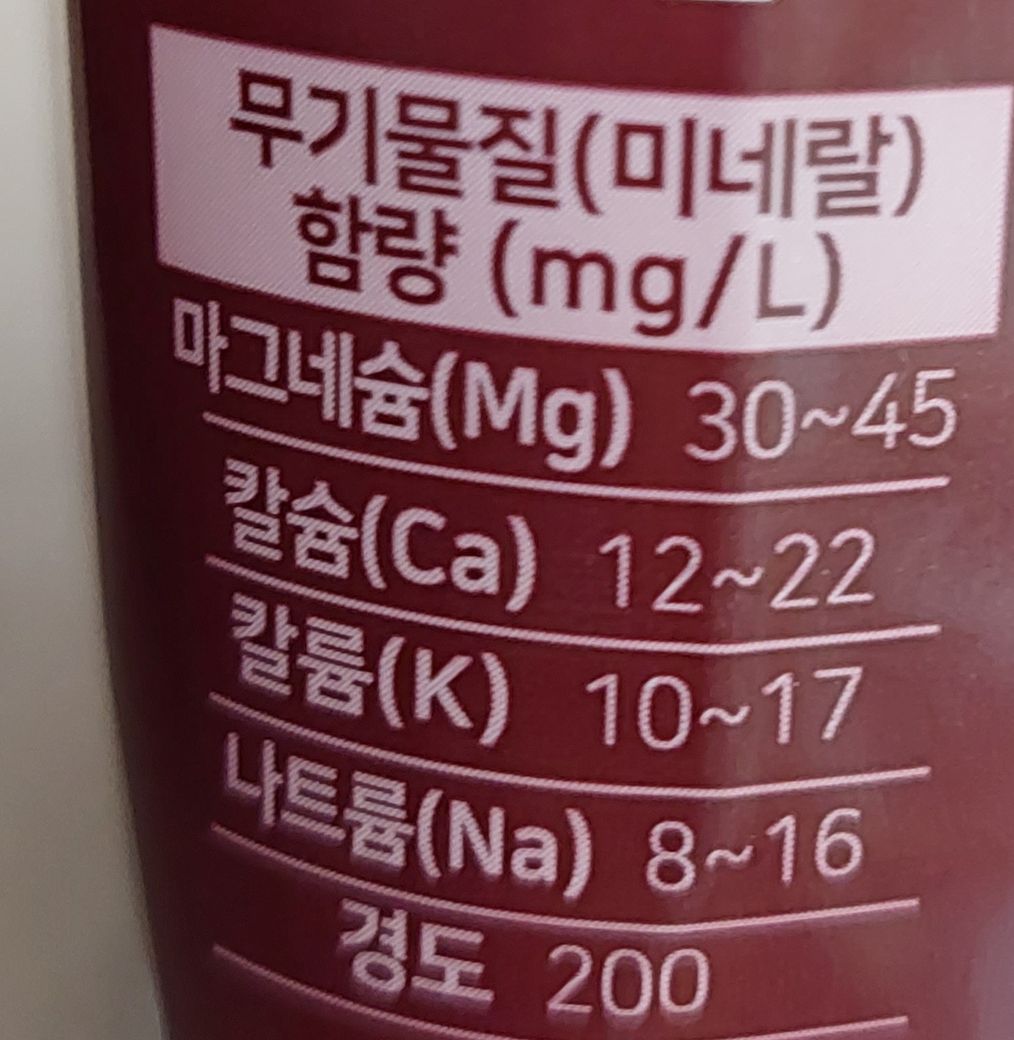 무기물질(미네랄)
함량 (mg/L)
마그네슘(Mg) 30~45
칼슘(Ca) 12~22
칼륨(K) 10~17
나트륨(Na) 8~16
경도 200